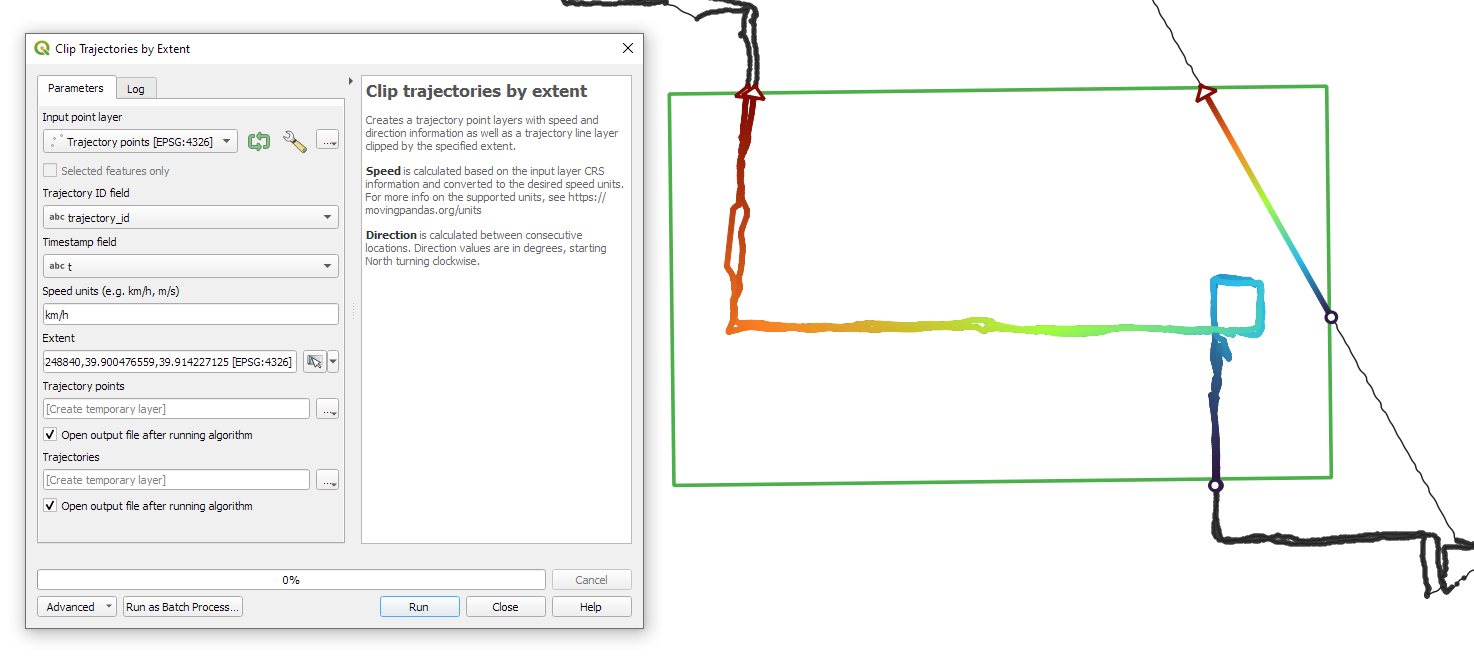 Clip Trajectories by Extent
Parameters
Log
Input point layer
Trajectory points [EPSG:4326]
...
Selected features only
Trajectory ID field
abc trajectory_id
Timestamp field
abc t
Speed units (e.g. km/h, m/s)
km/h
Extent
248840,39.900476559,39.914227125 [EPSG:4326]
Trajectory points
[Create temporary layer]
...
Open output file after running algorithm
Trajectories
[Create temporary layer]
...
Open output file after running algorithm
Clip trajectories by extent
Creates a trajectory point layers with speed and
direction information as well as a trajectory line layer
clipped by the specified extent.
Speed is calculated based on the input layer CRS
information and converted to the desired speed units.
For more info on the supported units, see https://
movingpandas.org/units
Direction is calculated between consecutive
locations. Direction values are in degrees, starting
North turning clockwise.
0%
Cancel
Advanced
Run as Batch Process...
Run
Close
Help